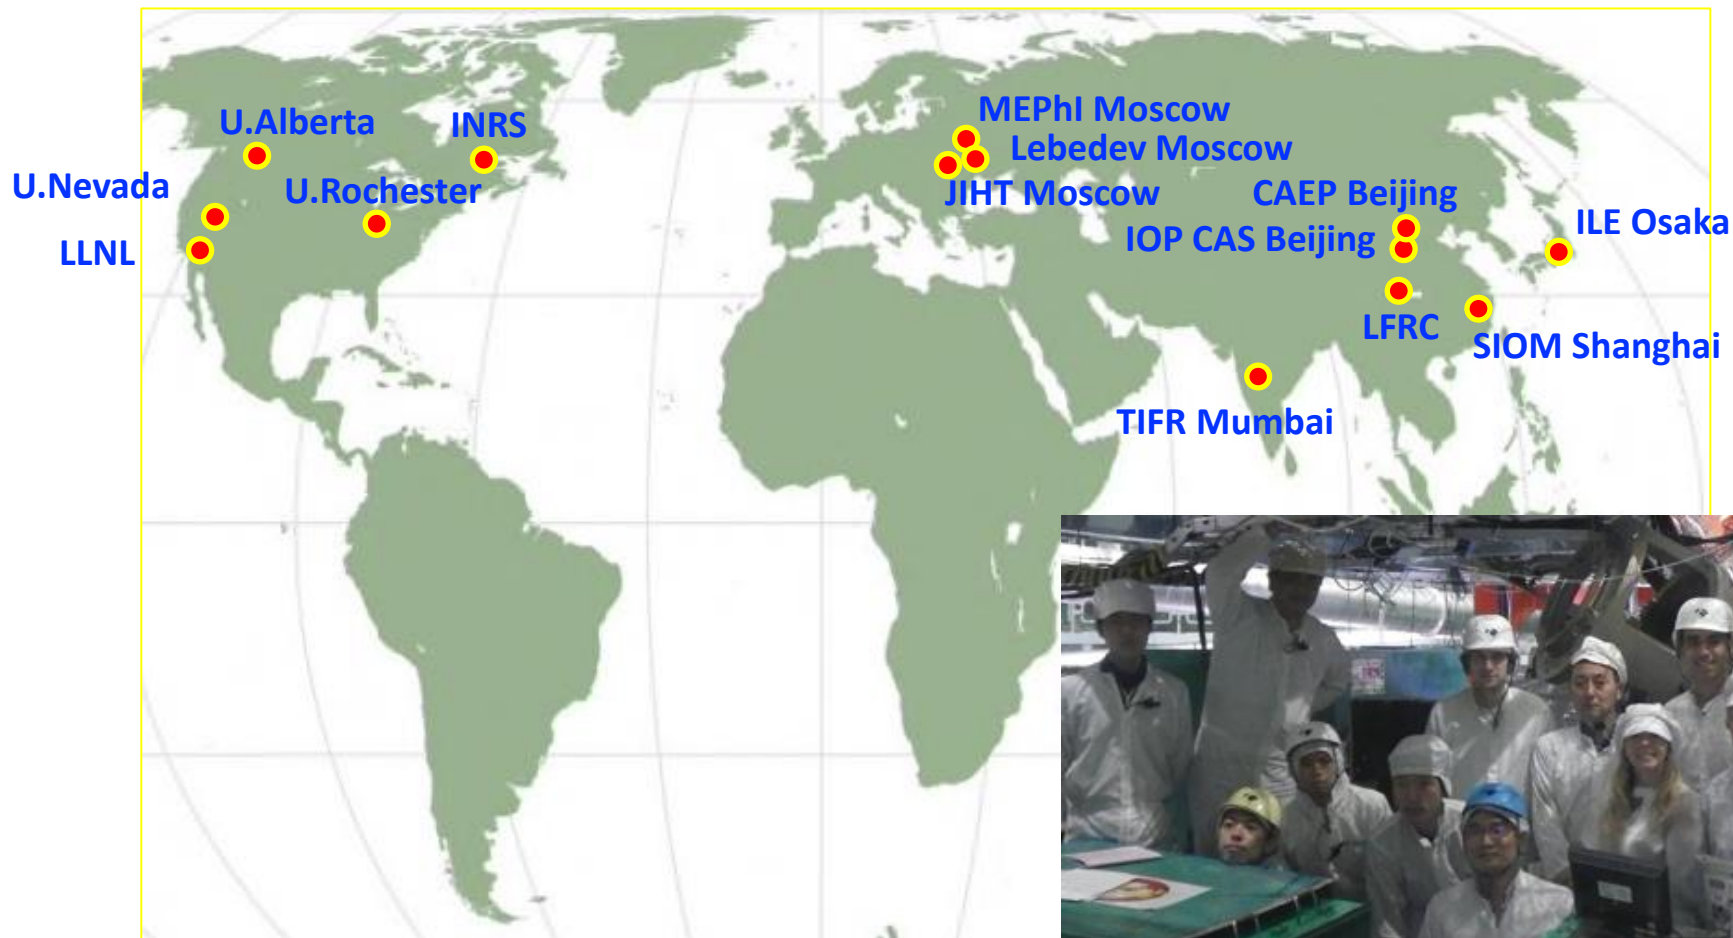 MEPhI Moscow
U.Alberta
INRS
Lebedev Moscow
U.Nevada
U.Rochester
JIHT Moscow
CAEP Beijing
ILE Osaka
LLNL
IOP CAS Beijing
LFRC
SIOM Shanghai
TIFR Mumbai